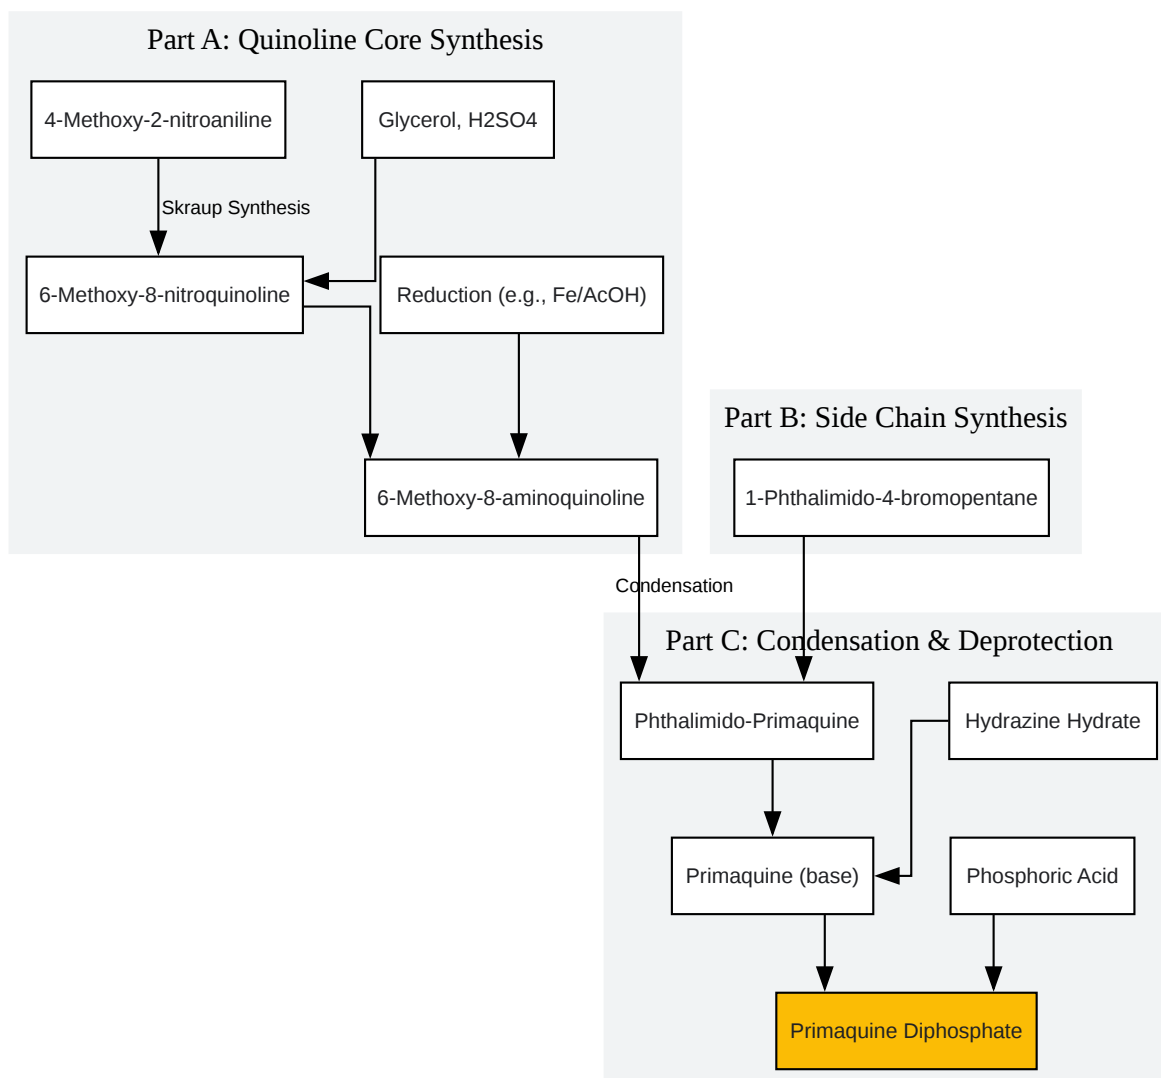 Part A: Quinoline Core Synthesis
4-Methoxy-2-nitroaniline
Glycerol, H2SO4
Skraup Synthesis
6-Methoxy-8-nitroquinoline
Reduction (e.g., Fe/AcOH)
6-Methoxy-8-aminoquinoline
Part B: Side Chain Synthesis
1-Phthalimido-4-bromopentane
Condensation
Part C: Condensation & Deprotection
Phthalimido-Primaquine
Hydrazine Hydrate
Primaquine (base)
Phosphoric Acid
Primaquine Diphosphate